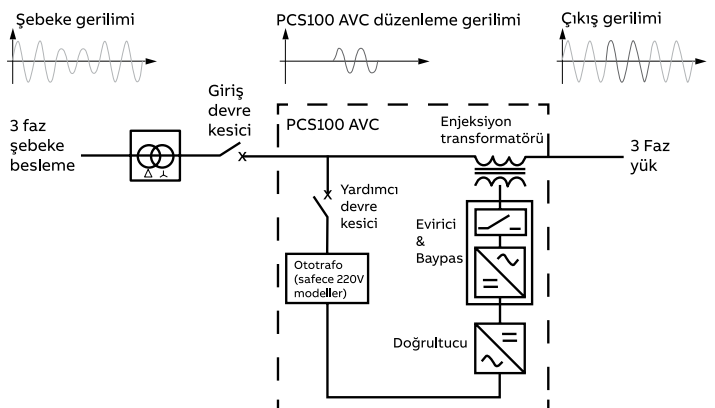 Şebeke gerilimi
PCS100 AVC düzenleme gerilimi
Çıkış gerilimi
3 faz
şebeke
besleme
Giriş
devre
kesici
PCS100 AVC
Enjeksiyon
transformatörü
3 Faz
yük
Yardımcı
devre
kesici
Evirici
&
Baypas
Ototrafo
(safece 220V
modeller)
Doğrultucu